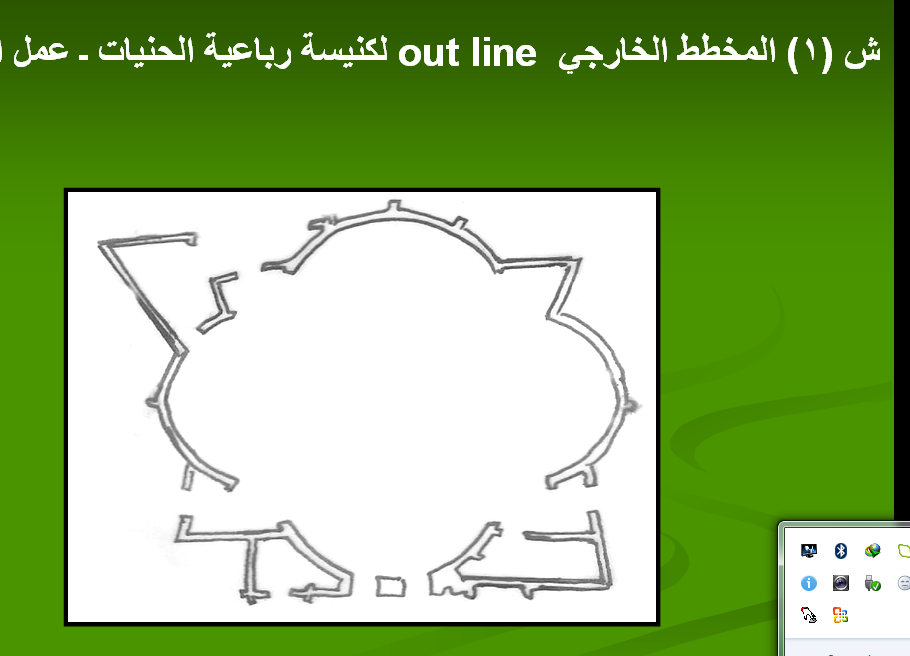 ش (١) المخطط الخارجي out line لكنيسة رباعية الحنيات - عمل